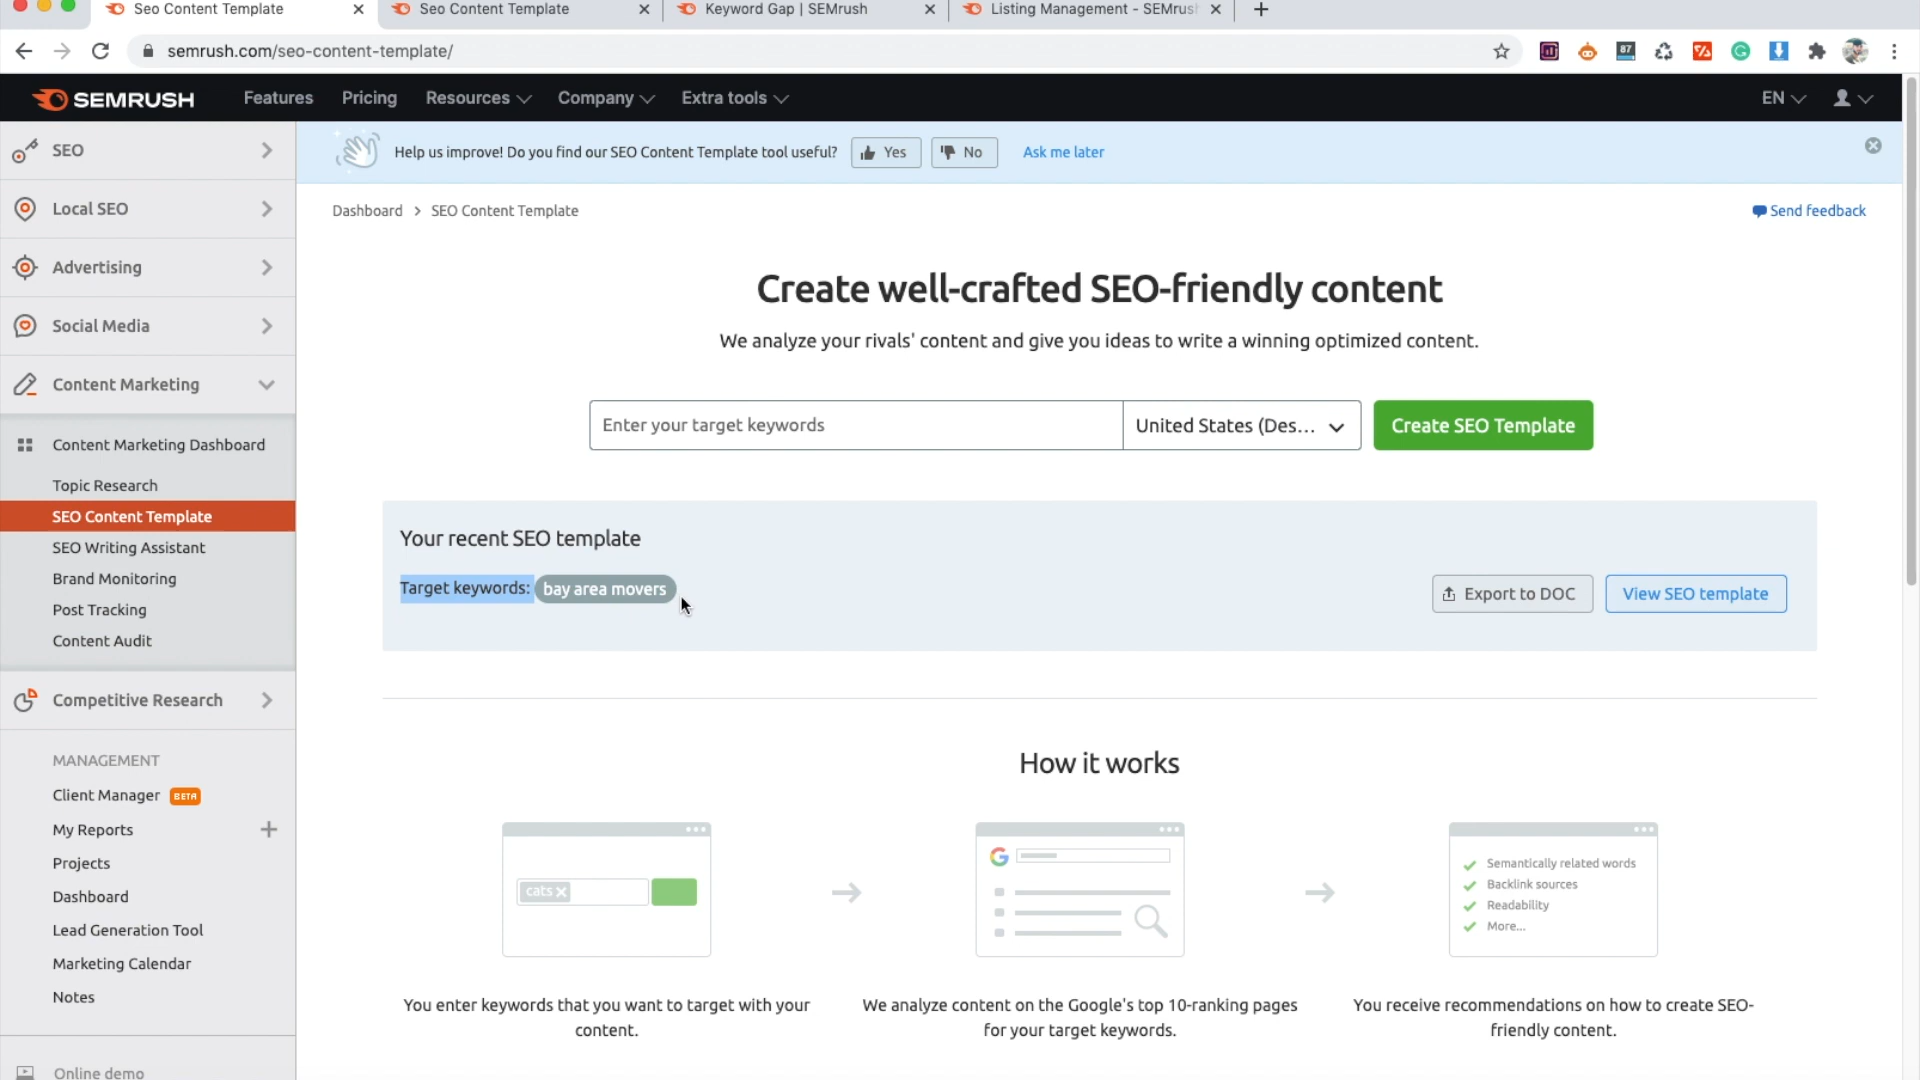 Seo Content Template
Seo Content Template
Keyword Gap | SEMrush
Listing Management - SEMrush
semrush.com/seo-content-template/
87
SEMRUSH
Features
Pricing
Resources
Company
Extra tools
EN
SEO
Local SEO
Advertising
Social Media
Content Marketing
Content Marketing Dashboard
Topic Research
SEO Content Template
SEO Writing Assistant
Brand Monitoring
Post Tracking
Content Audit
Competitive Research
MANAGEMENT
Client Manager BETA
My Reports
Projects
Dashboard
Lead Generation Tool
Marketing Calendar
Notes
Online demo
Help us improve! Do you find our SEO Content Template tool useful?
Yes
No
Ask me later
Dashboard > SEO Content Template
Send feedback
Create well-crafted SEO-friendly content
We analyze your rivals' content and give you ideas to write a winning optimized content.
Enter your target keywords
United States (Des...
Create SEO Template
Your recent SEO template
Target keywords: bay area movers
Export to DOC
View SEO template
How it works
cats
G
Semantically related words
Backlink sources
Readability
More...
You enter keywords that you want to target with your
content.
We analyze content on the Google's top 10-ranking pages
for your target keywords.
You receive recommendations on how to create SEO-
friendly content.